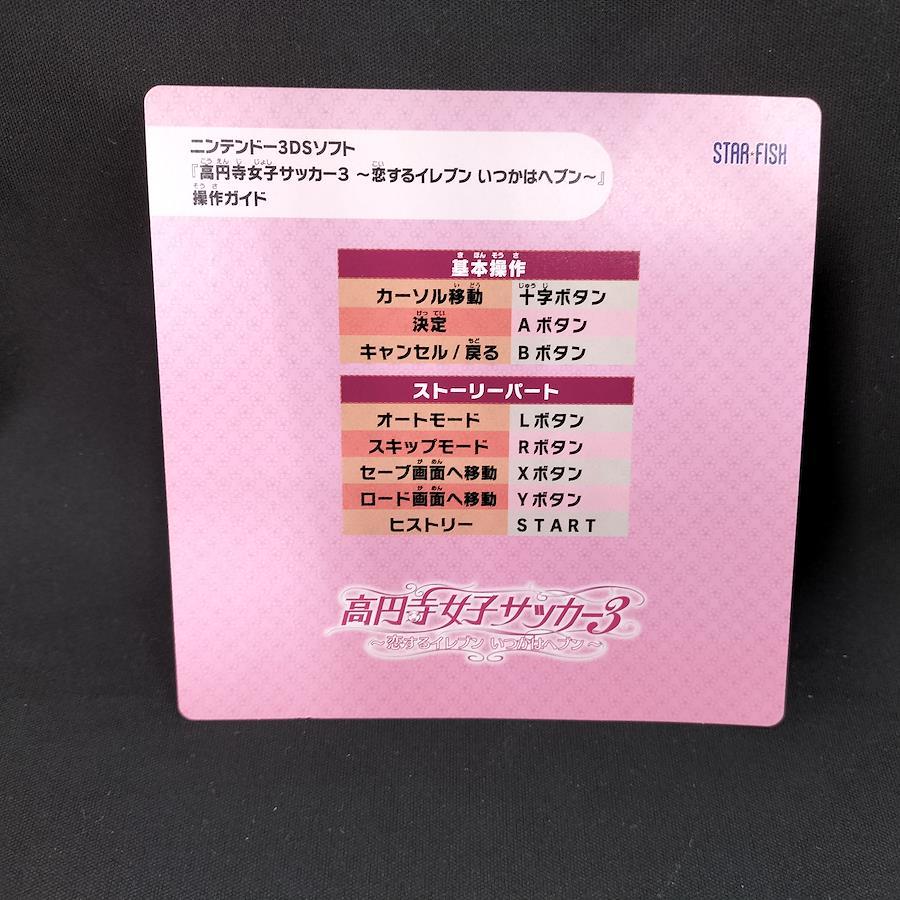 ニンテンドー3DSソフト
STAR FISH
『高円寺女子サッカー3 ～恋するイレブン いつかはヘブン～』
操作ガイド
基本操作
カーソル移動 十字ボタン
決定 A ボタン
キャンセル / 戻る B ボタン
ストーリーパート
オートモード L ボタン
スキップモード R ボタン
セーブ画面へ移動 X ボタン
ロード画面へ移動 Y ボタン
ヒストリー START
高円寺女子サッカー3
～恋するイレブン いつかはヘブン～